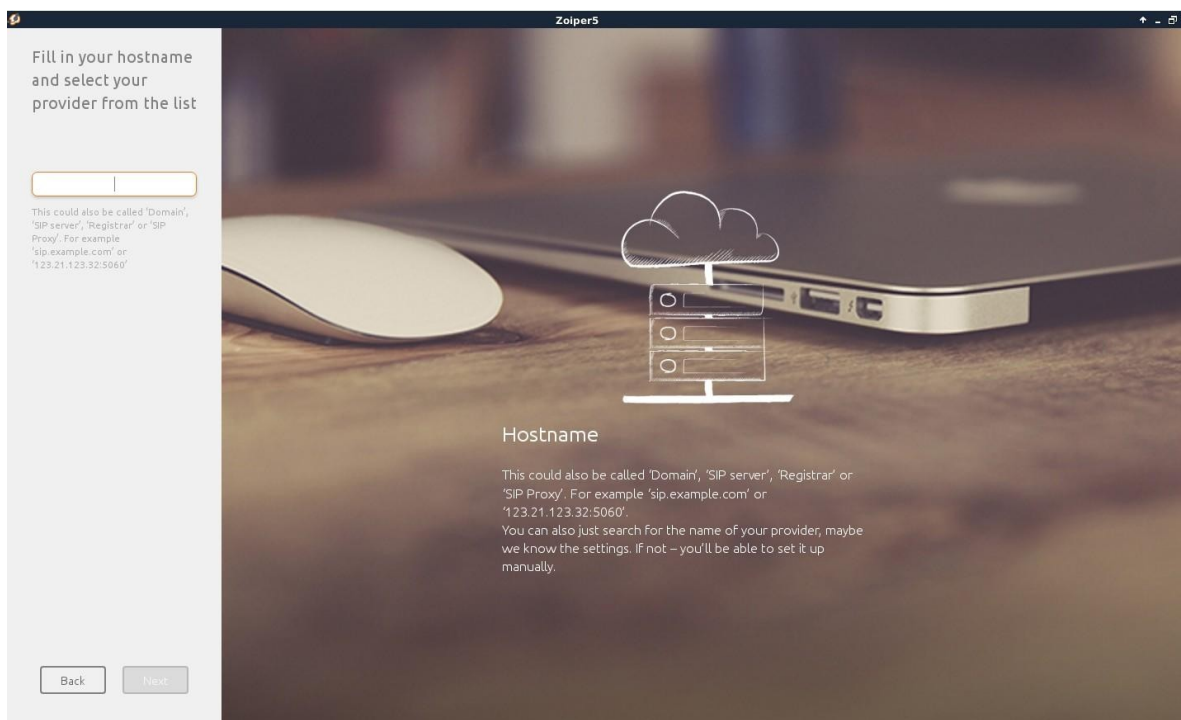 Zoiper5
Fill in your hostname
and select your
provider from the list
This could also be called ‘Domain’,
‘SIP server’, ‘Registrar’ or ‘SIP
Proxy’. For example
‘sip.example.com’ or
‘123.21.123.32:5060’
Back
Next
Hostname
This could also be called ‘Domain’, ‘SIP server’, ‘Registrar’ or
‘SIP Proxy’. For example ‘sip.example.com’ or
‘123.21.123.32:5060’.
You can also just search for the name of your provider, maybe
we know the settings. If not – you’ll be able to set it up
manually.